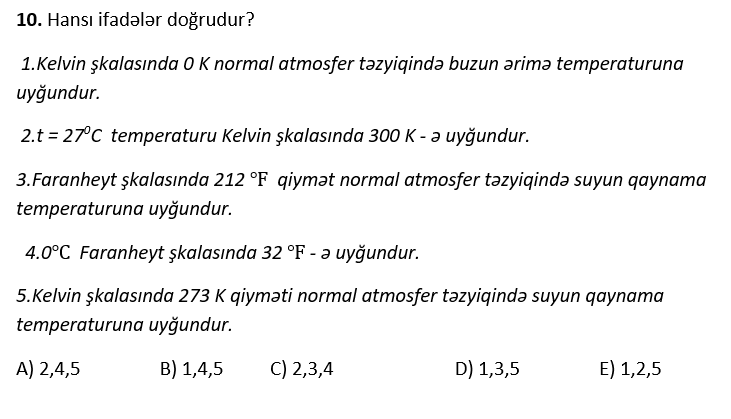 10. Hansı ifadələr doğrudur?
1.Kelvin şkalasında 0 K normal atmosfer təzyiqində buzun ərimə temperaturuna
uyğundur.
2.t = 27⁰C temperaturu Kelvin şkalasında 300 K - ə uyğundur.
3.Faranheyt şkalasında 212 °F qiymət normal atmosfer təzyiqində suyun qaynama
temperaturuna uyğundur.
4.0°C Faranheyt şkalasında 32 °F - ə uyğundur.
5.Kelvin şkalasında 273 K qiyməti normal atmosfer təzyiqində suyun qaynama
temperaturuna uyğundur.
A) 2,4,5 B) 1,4,5 C) 2,3,4 D) 1,3,5 E) 1,2,5